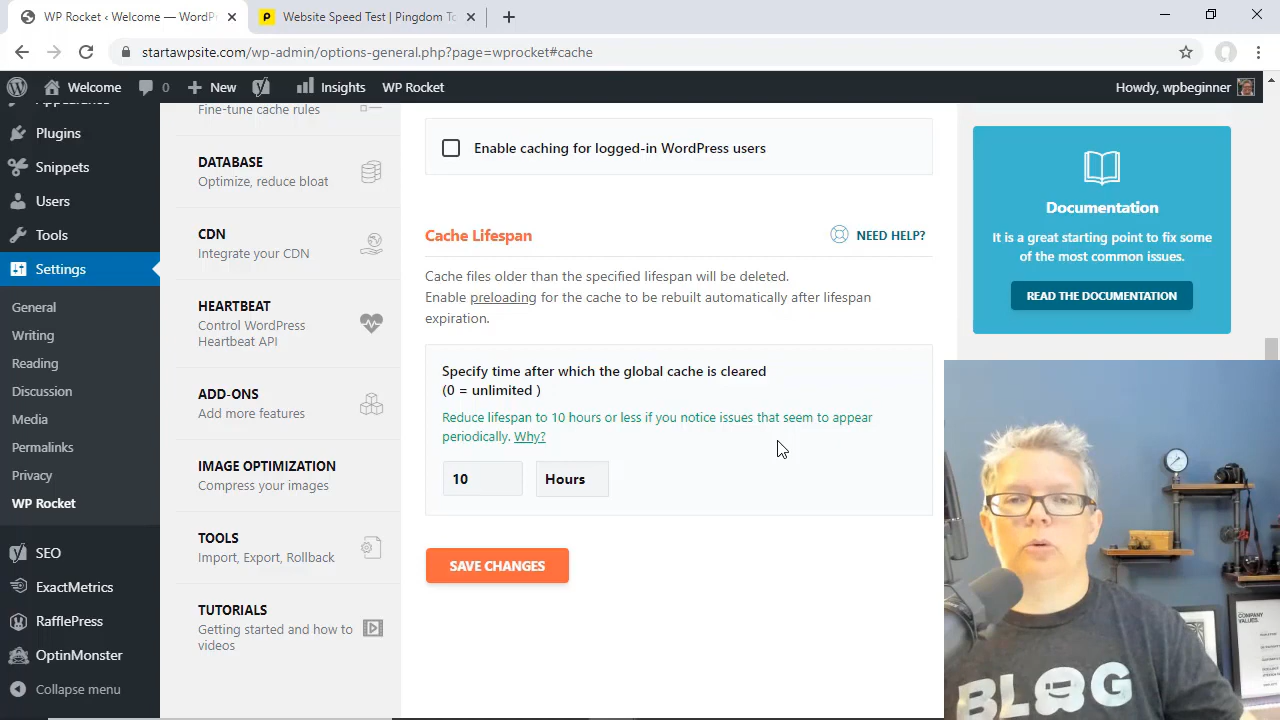 WP Rocket ‹ Welcome — WordPr
Website Speed Test | Pingdom To
startawpsite.com/wp-admin/options-general.php?page=wprocket#cache
Welcome
0
New
Insights
WP Rocket
Howdy, wpbeginner
Appearance
Plugins
Snippets
Users
Tools
Settings
General
Writing
Reading
Discussion
Media
Permalinks
Privacy
WP Rocket
SEO
ExactMetrics
RafflePress
OptinMonster
Collapse menu
Fine-tune cache rules
DATABASE
Optimize, reduce bloat
CDN
Integrate your CDN
HEARTBEAT
Control WordPress
Heartbeat API
ADD-ONS
Add more features
IMAGE OPTIMIZATION
Compress your images
TOOLS
Import, Export, Rollback
TUTORIALS
Getting started and how to
videos
Enable caching for logged-in WordPress users
Cache Lifespan
NEED HELP?
Cache files older than the specified lifespan will be deleted.
Enable preloading for the cache to be rebuilt automatically after lifespan
expiration.
Specify time after which the global cache is cleared
(0 = unlimited )
Reduce lifespan to 10 hours or less if you notice issues that seem to appear
periodically. Why?
10
Hours
SAVE CHANGES
Documentation
It is a great starting point to fix some
of the most common issues.
READ THE DOCUMENTATION
COMPANY
VALUES
BLOG